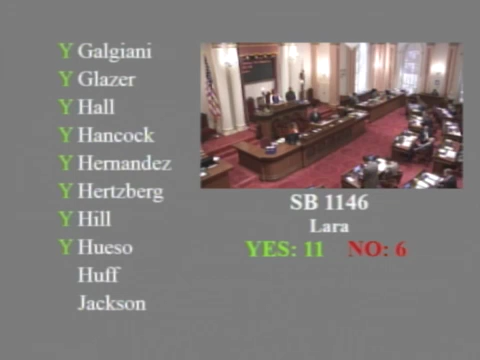 Y Galgiani
Y Glazer
Y Hall
Y Hancock
Y Hernandez
Y Hertzberg
Y Hill
Y Hueso
Huff
Jackson
SB 1146
Lara
YES: 11 NO: 6